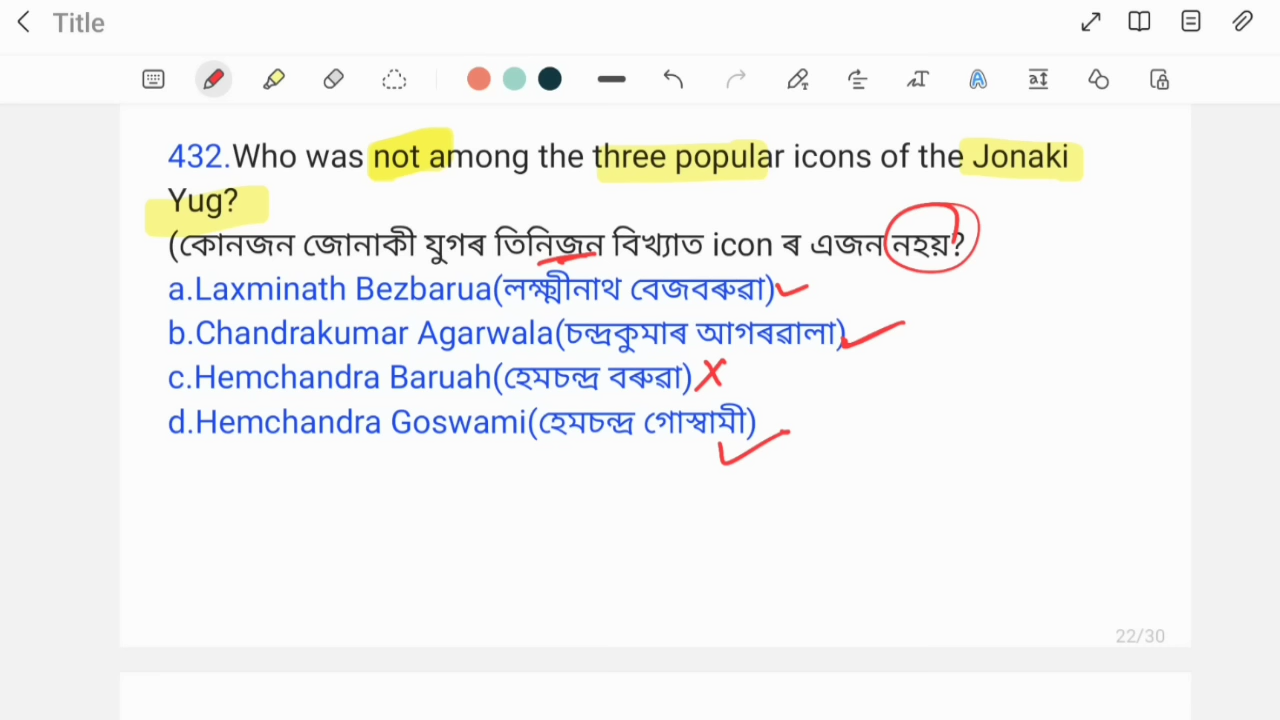 Title
432.Who was not among the three popular icons of the Jonaki
Yug?
(কোনজন জোনাকী যুগৰ তিনিজন বিখ্যাত icon ৰ এজন নহয়?
a.Laxminath Bezbarua(লক্ষ্মীনাথ বেজবৰুৱা)
b.Chandrakumar Agarwala(চন্দ্ৰকুমাৰ আগৰৱালা)
c.Hemchandra Baruah(হেমচন্দ্ৰ বৰুৱা)
d.Hemchandra Goswami(হেমচন্দ্ৰ গোস্বামী)
22/30